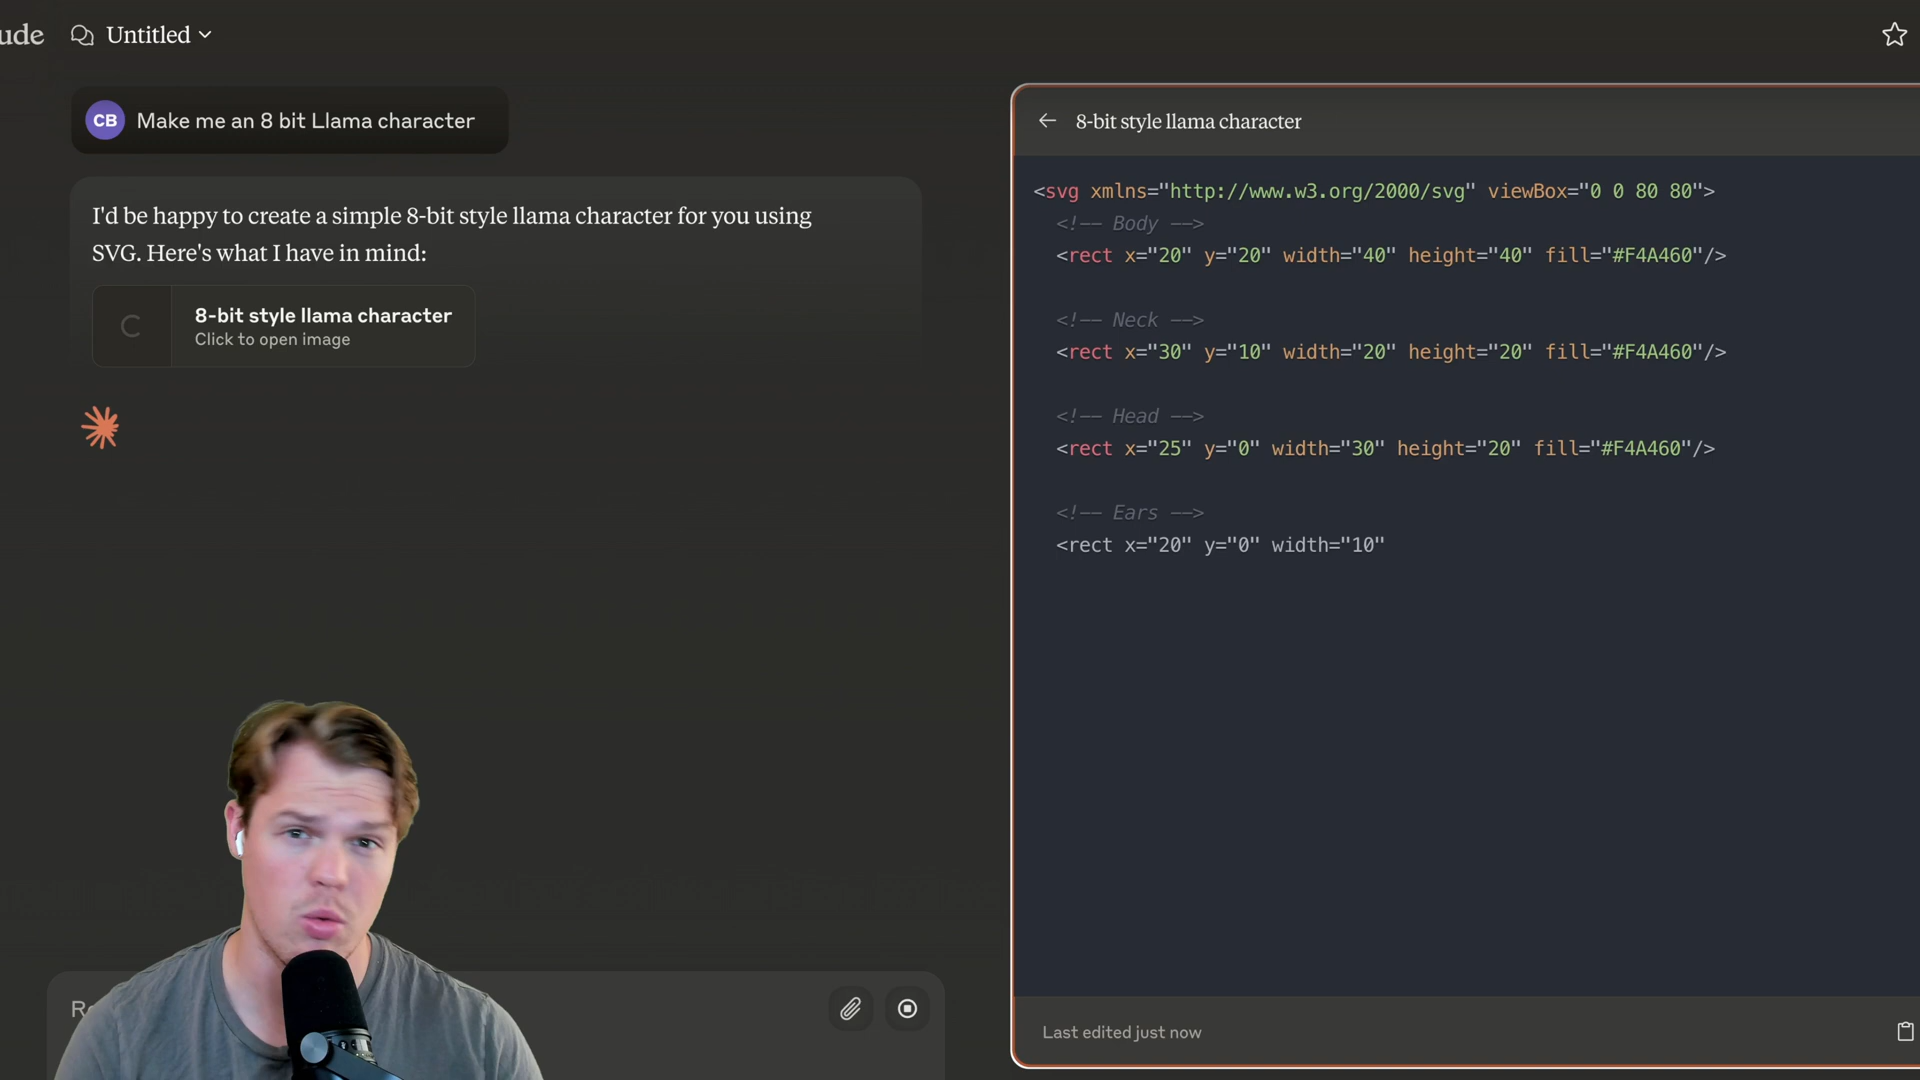 ude
Untitled
CB Make me an 8 bit Llama character
I'd be happy to create a simple 8-bit style llama character for you using
SVG. Here's what I have in mind:
8-bit style llama character
Click to open image
8-bit style llama character
<svg xmlns="http://www.w3.org/2000/svg" viewBox="0 0 80 80">
<!-- Body -->
<rect x="20" y="20" width="40" height="40" fill="#F4A460"/>
<!-- Neck -->
<rect x="30" y="10" width="20" height="20" fill="#F4A460"/>
<!-- Head -->
<rect x="25" y="0" width="30" height="20" fill="#F4A460"/>
<!-- Ears -->
<rect x="20" y="0" width="10"
Last edited just now